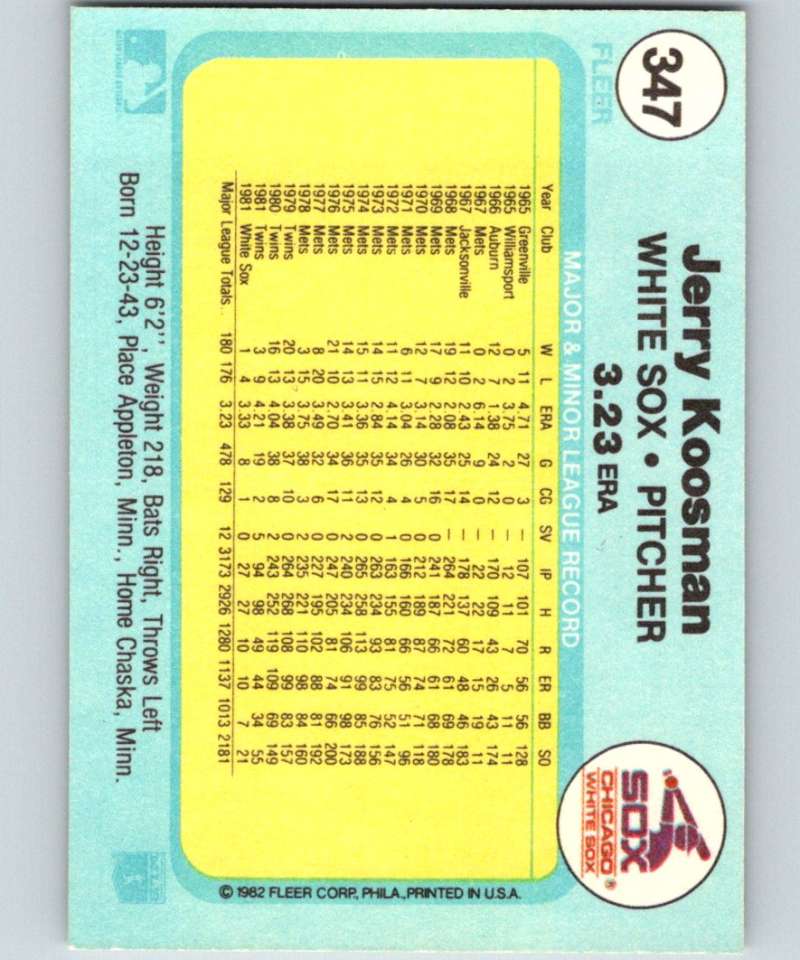 347
FLEER
Jerry Koosman
WHITE SOX • PITCHER
3.23 ERA
SOX
CHICAGO ®
WHITE SOX
MAJOR & MINOR LEAGUE RECORD
Year Club W L ERA G CG SV IP H R ER BB SO
1965 Greenville 5 11 4.71 27 3 — 107 101 70 56 56 128
1965 Williamsport 0 2 3.75 2 0 — 12 11 7 5 11 11
1966 Auburn 12 7 1.38 24 12 — 170 109 43 26 43 174
1967 Mets 0 2 6.14 9 0 — 22 22 17 15 19 11
1967 Jacksonville 11 10 2.43 25 14 — 178 137 60 48 46 183
1968 Mets 19 12 2.08 35 17 — 264 221 72 61 69 178
1969 Mets 17 9 2.28 32 16 0 241 187 66 61 68 180
1970 Mets 12 7 3.14 30 5 0 212 189 87 74 71 118
1971 Mets 6 11 3.04 26 4 0 166 160 66 56 51 96
1972 Mets 11 12 4.14 34 4 1 163 155 81 75 52 147
1973 Mets 14 15 2.84 35 12 0 263 234 93 83 76 156
1974 Mets 15 11 3.36 35 13 0 265 258 113 99 85 188
1975 Mets 14 13 3.41 36 11 2 240 234 106 91 98 173
1976 Mets 21 10 2.70 34 17 0 247 205 81 74 66 200
1977 Mets 8 20 3.49 32 6 0 227 195 102 88 81 192
1978 Mets 3 15 3.75 38 3 2 235 221 110 98 84 160
1979 Twins 20 13 3.38 37 10 0 264 268 108 99 83 157
1980 Twins 16 13 4.04 38 8 2 243 252 119 109 69 149
1981 Twins 3 9 4.21 19 2 5 94 98 49 44 34 55
1981 White Sox 1 4 3.33 8 1 0 27 27 10 10 7 21
Major League Totals.. 180 176 3.23 478 129 12 3173 2926 1280 1137 1013 2181
© 1982 FLEER CORP., PHILA., PRINTED IN U.S.A.
Height 6'2'', Weight 218, Bats Right, Throws Left
Born 12-23-43, Place Appleton, Minn., Home Chaska, Minn.